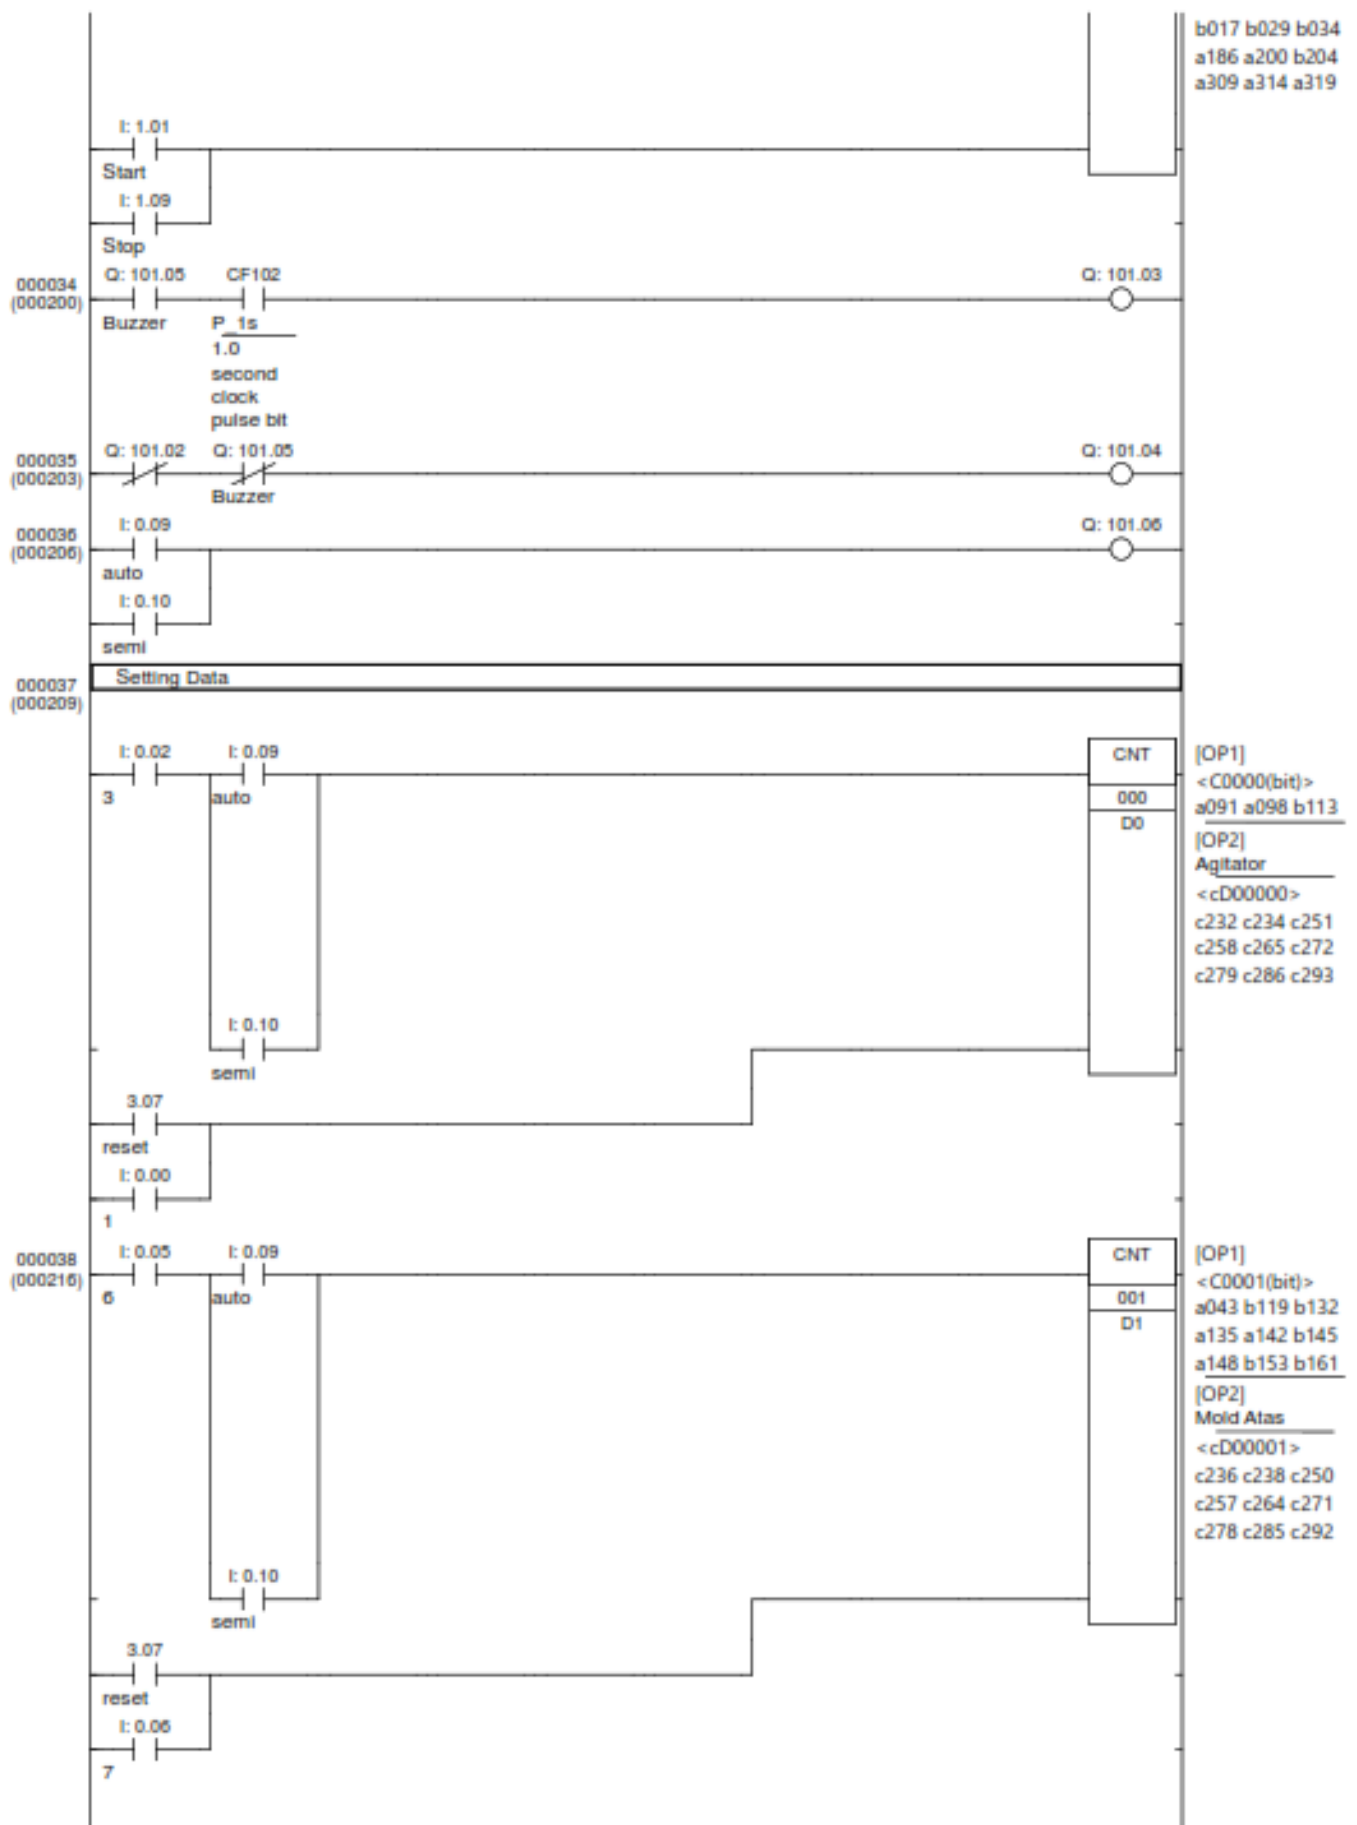 b017 b029 b034
a186 a200 b204
a309 a314 a319
I: 1.01
Start
I: 1.09
Stop
000034
(000200)
Q: 101.05 CF102 Q: 101.03
Buzzer P_1s
1.0
second
clock
pulse bit
000035
(000203)
Q: 101.02 Q: 101.05 Q: 101.04
Buzzer
000036
(000206)
I: 0.09 Q: 101.06
auto
I: 0.10
semi
000037
(000209)
Setting Data
I: 0.02 I: 0.09
3 auto
CNT
000
D0
[OP1]
<C0000(bit)>
a091 a098 b113
[OP2]
Agitator
<cD00000>
c232 c234 c251
c258 c265 c272
c279 c286 c293
I: 0.10
semi
3.07
reset
I: 0.00
1
000038
(000216)
I: 0.05 I: 0.09
6 auto
CNT
001
D1
[OP1]
<C0001(bit)>
a043 b119 b132
a135 a142 b145
a148 b153 b161
[OP2]
Mold Atas
<cD00001>
c236 c238 c250
c257 c264 c271
c278 c285 c292
I: 0.10
semi
3.07
reset
I: 0.06
7